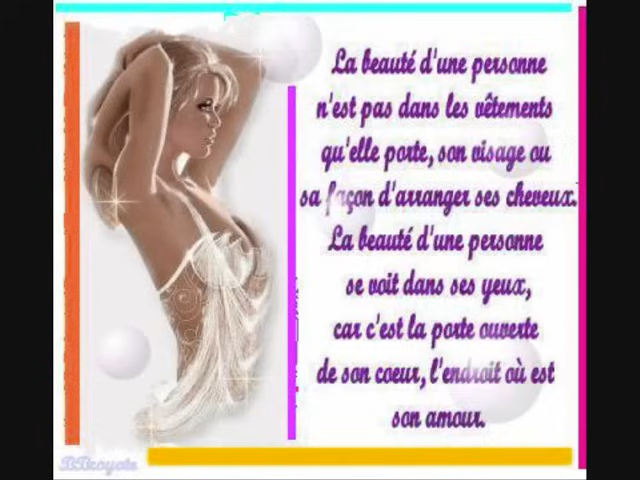 La beauté d'une personne
n'est pas dans les vêtements
qu'elle porte, son visage ou
sa façon d'arranger ses cheveux.
La beauté d'une personne
se voit dans ses yeux,
car c'est la porte ouverte
de son coeur, l'endroit où est
son amour.